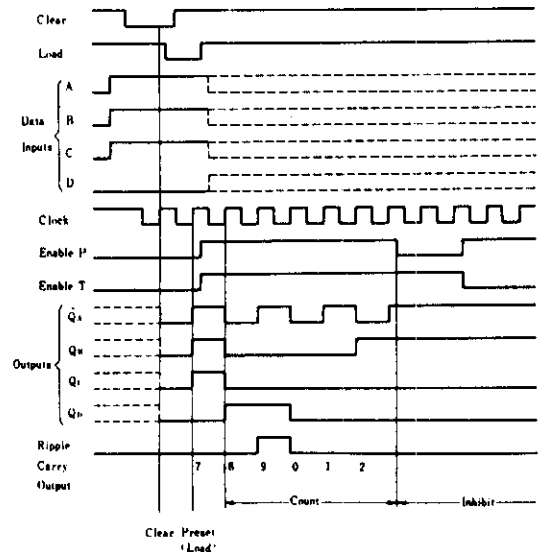 Clear
Load
A
Data
B
Inputs
C
D
Clock
Enable P
Enable T
QA
QB
Outputs
QC
QD
Ripple
Carry
Output
7 8 9 0 1 2
Count
Inhibit
Clear Preset
(Load)